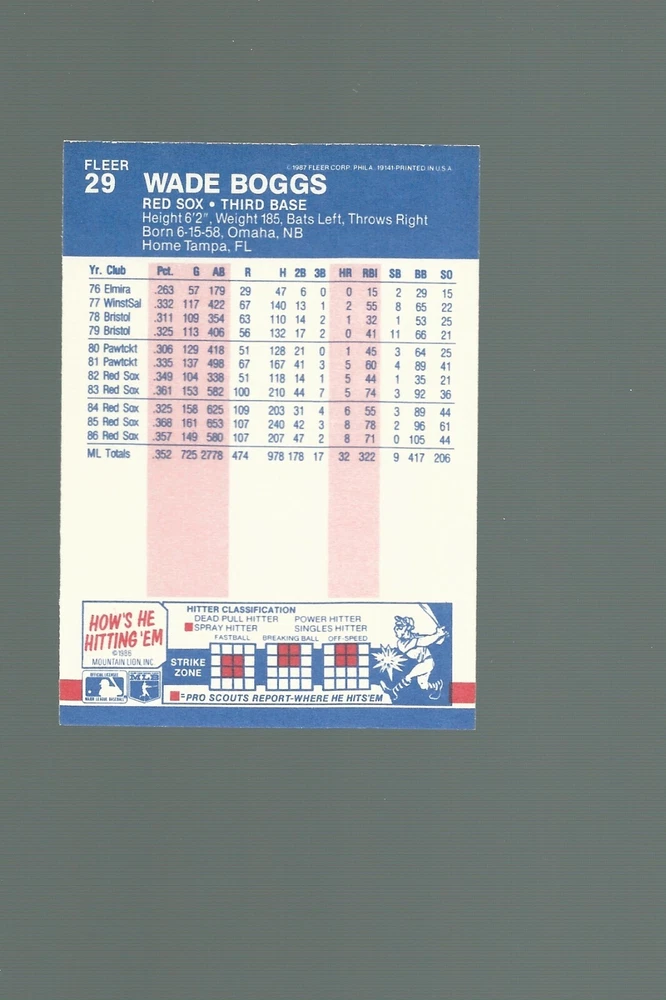 FLEER
29 WADE BOGGS
© 1987 FLEER CORP. PHILA. 19141-PRINTED IN U.S.A.
RED SOX • THIRD BASE
Height 6'2", Weight 185, Bats Left, Throws Right
Born 6-15-58, Omaha, NB
Home Tampa, FL
Yr. Club Pct. G AB R H 2B 3B HR RBI SB BB SO
76 Elmira .263 57 179 29 47 6 0 0 15 2 29 15
77 WinstSal .332 117 422 67 140 13 1 2 55 8 65 22
78 Bristol .311 109 354 63 110 14 2 1 32 1 53 25
79 Bristol .325 113 406 56 132 17 2 0 41 11 66 21
80 Pawtckt .306 129 418 51 128 21 0 1 45 3 64 25
81 Pawtckt .335 137 498 67 167 41 3 5 60 4 89 41
82 Red Sox .349 104 338 51 118 14 1 5 44 1 35 21
83 Red Sox .361 153 582 100 210 44 7 5 74 3 92 36
84 Red Sox .325 158 625 109 203 31 4 6 55 3 89 44
85 Red Sox .368 161 653 107 240 42 3 8 78 2 96 61
86 Red Sox .357 149 580 107 207 47 2 8 71 0 105 44
ML Totals .352 725 2778 474 978 178 17 32 322 9 417 206
HOW'S HE
HITTING 'EM
© 1986
MOUNTAIN LION, INC.
HITTER CLASSIFICATION
DEAD PULL HITTER POWER HITTER
SPRAY HITTER SINGLES HITTER
FASTBALL BREAKING BALL OFF-SPEED
STRIKE
ZONE
=PRO SCOUTS REPORT-WHERE HE HITS'EM
MAJOR LEAGUE BASEBALL